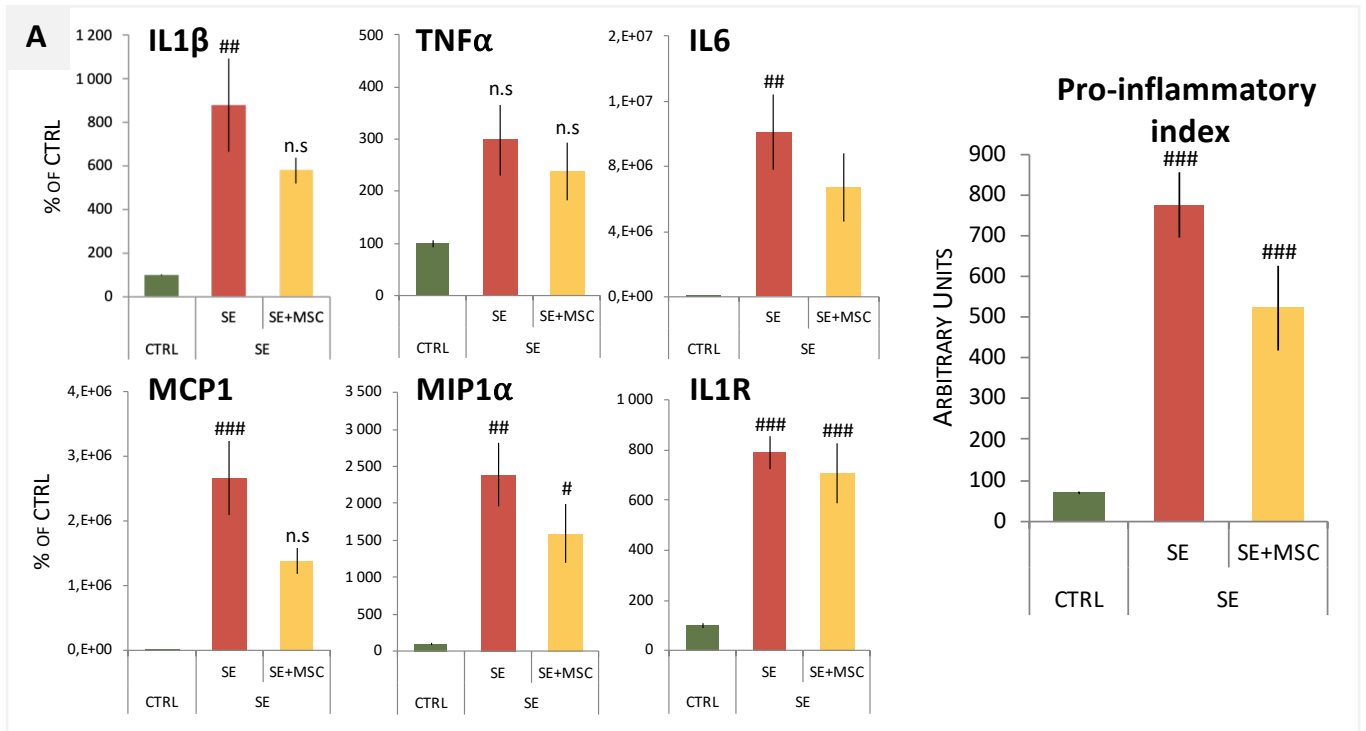 A
IL1β
% OF CTRL
1 200
1 000
800
600
400
200
0
##
n.s
SE
SE+MSC
CTRL
SE
TNFα
500
400
300
200
100
0
n.s
n.s
SE
SE+MSC
CTRL
SE
IL6
2,E+07
1,E+07
8,E+06
4,E+06
0,E+00
##
SE
SE+MSC
CTRL
SE
MCP1
% OF CTRL
4,E+06
3,E+06
2,E+06
1,E+06
0,E+00
###
n.s
SE
SE+MSC
CTRL
SE
MIP1α
3 500
3 000
2 500
2 000
1 500
1 000
500
0
##
#
SE
SE+MSC
CTRL
SE
IL1R
1 000
800
600
400
200
0
###
###
SE
SE+MSC
CTRL
SE
Pro-inflammatory
index
ARBITRARY UNITS
900
800
700
600
500
400
300
200
100
0
###
###
SE
SE+MSC
CTRL
SE